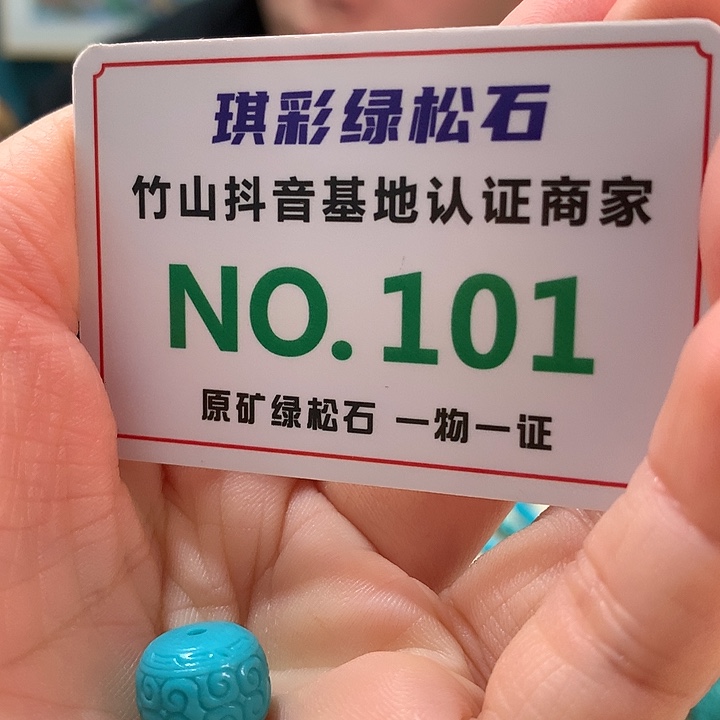 琪彩绿松石
竹山抖音基地认证商家
NO.101
原矿绿松石 一物一证